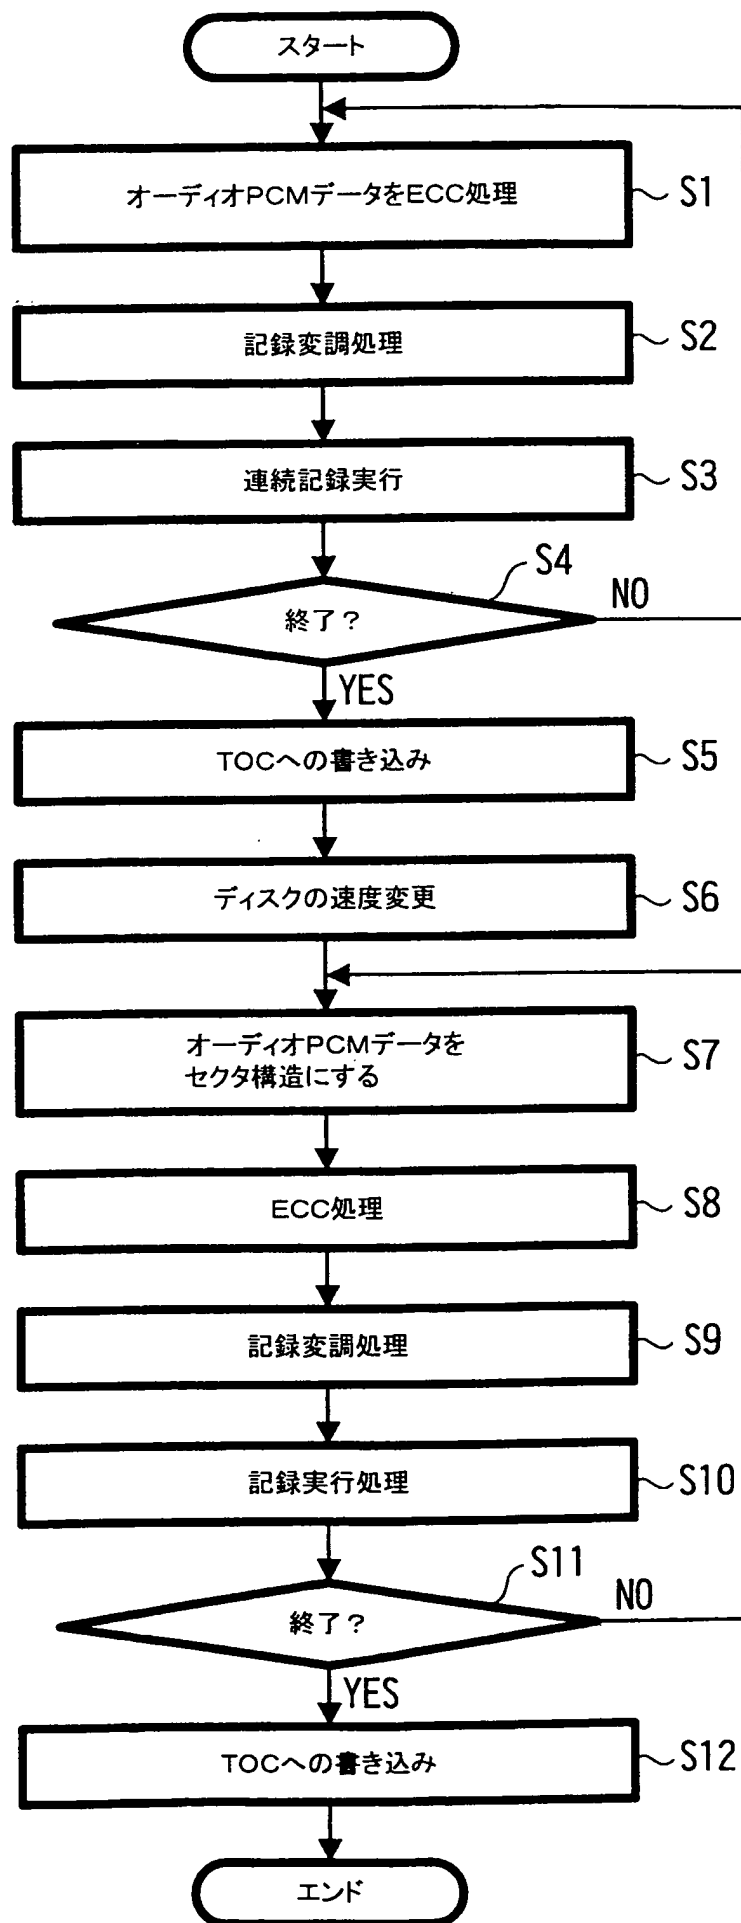 スタート
オーディオPCMデータをECC処理
S1
記録変調処理
S2
連続記録実行
S3
S4
終了?
NO
YES
TOCへの書き込み
S5
ディスクの速度変更
S6
オーディオPCMデータを
セクタ構造にする
S7
ECC処理
S8
記録変調処理
S9
記録実行処理
S10
S11
終了?
NO
YES
TOCへの書き込み
S12
エンド